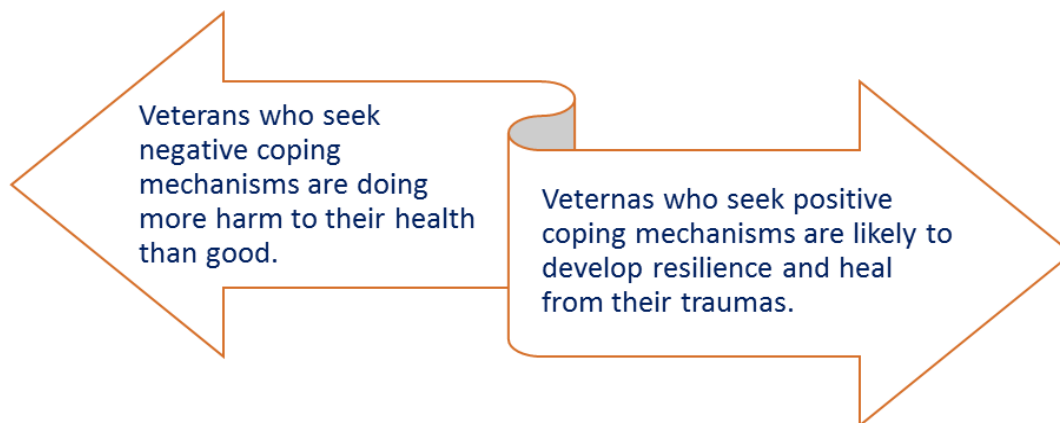 Veterans who seek
negative coping
mechanisms are doing
more harm to their health
than good.
Veternas who seek positive
coping mechanisms are likely to
develop resilience and heal
from their traumas.